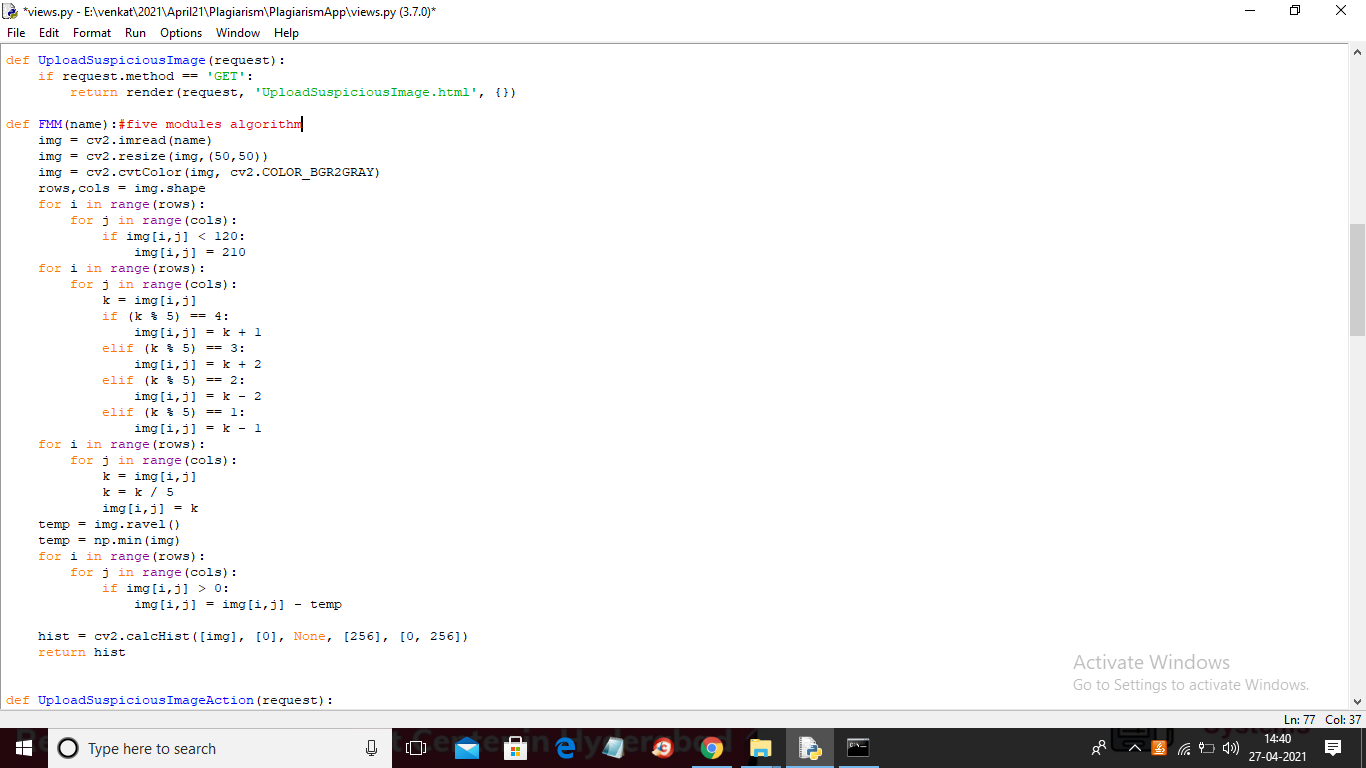 *views.py - E:\venkat\2021\April21\Plagiarism\PlagiarismApp\views.py (3.7.0)*
File Edit Format Run Options Window Help
def UploadSuspiciousImage(request):
    if request.method == 'GET':
        return render(request, 'UploadSuspiciousImage.html', {})

def FMM(name):#five modules algorithm
    img = cv2.imread(name)
    img = cv2.resize(img,(50,50))
    img = cv2.cvtColor(img, cv2.COLOR_BGR2GRAY)
    rows,cols = img.shape
    for i in range(rows):
        for j in range(cols):
            if img[i,j] < 120:
                img[i,j] = 210
    for i in range(rows):
        for j in range(cols):
            k = img[i,j]
            if (k % 5) == 4:
                img[i,j] = k + 1
            elif (k % 5) == 3:
                img[i,j] = k + 2
            elif (k % 5) == 2:
                img[i,j] = k - 2
            elif (k % 5) == 1:
                img[i,j] = k - 1
    for i in range(rows):
        for j in range(cols):
            k = img[i,j]
            k = k / 5
            img[i,j] = k
    temp = img.ravel()
    temp = np.min(img)
    for i in range(rows):
        for j in range(cols):
            if img[i,j] > 0:
                img[i,j] = img[i,j] - temp

    hist = cv2.calcHist([img], [0], None, [256], [0, 256])
    return hist

def UploadSuspiciousImageAction(request):
Activate Windows
Go to Settings to activate Windows.
Ln: 77 Col: 37
Type here to search
14:40
27-04-2021